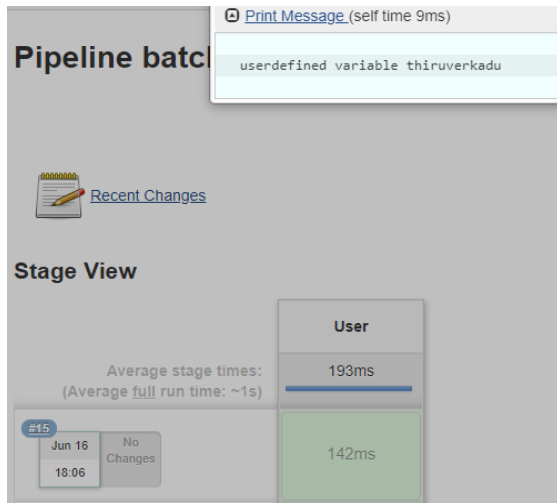 Print Message (self time 9ms)
userdefined variable thiruverkadu
Pipeline batc
Recent Changes
Stage View
User
Average stage times:
193ms
(Average full run time: ~1s)
#15
Jun 16
No
Changes
18:06
142ms